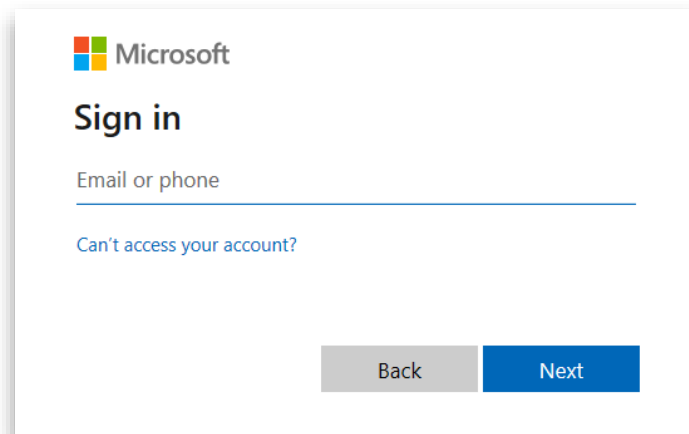 Microsoft
Sign in
Email or phone
Can't access your account?
Back Next